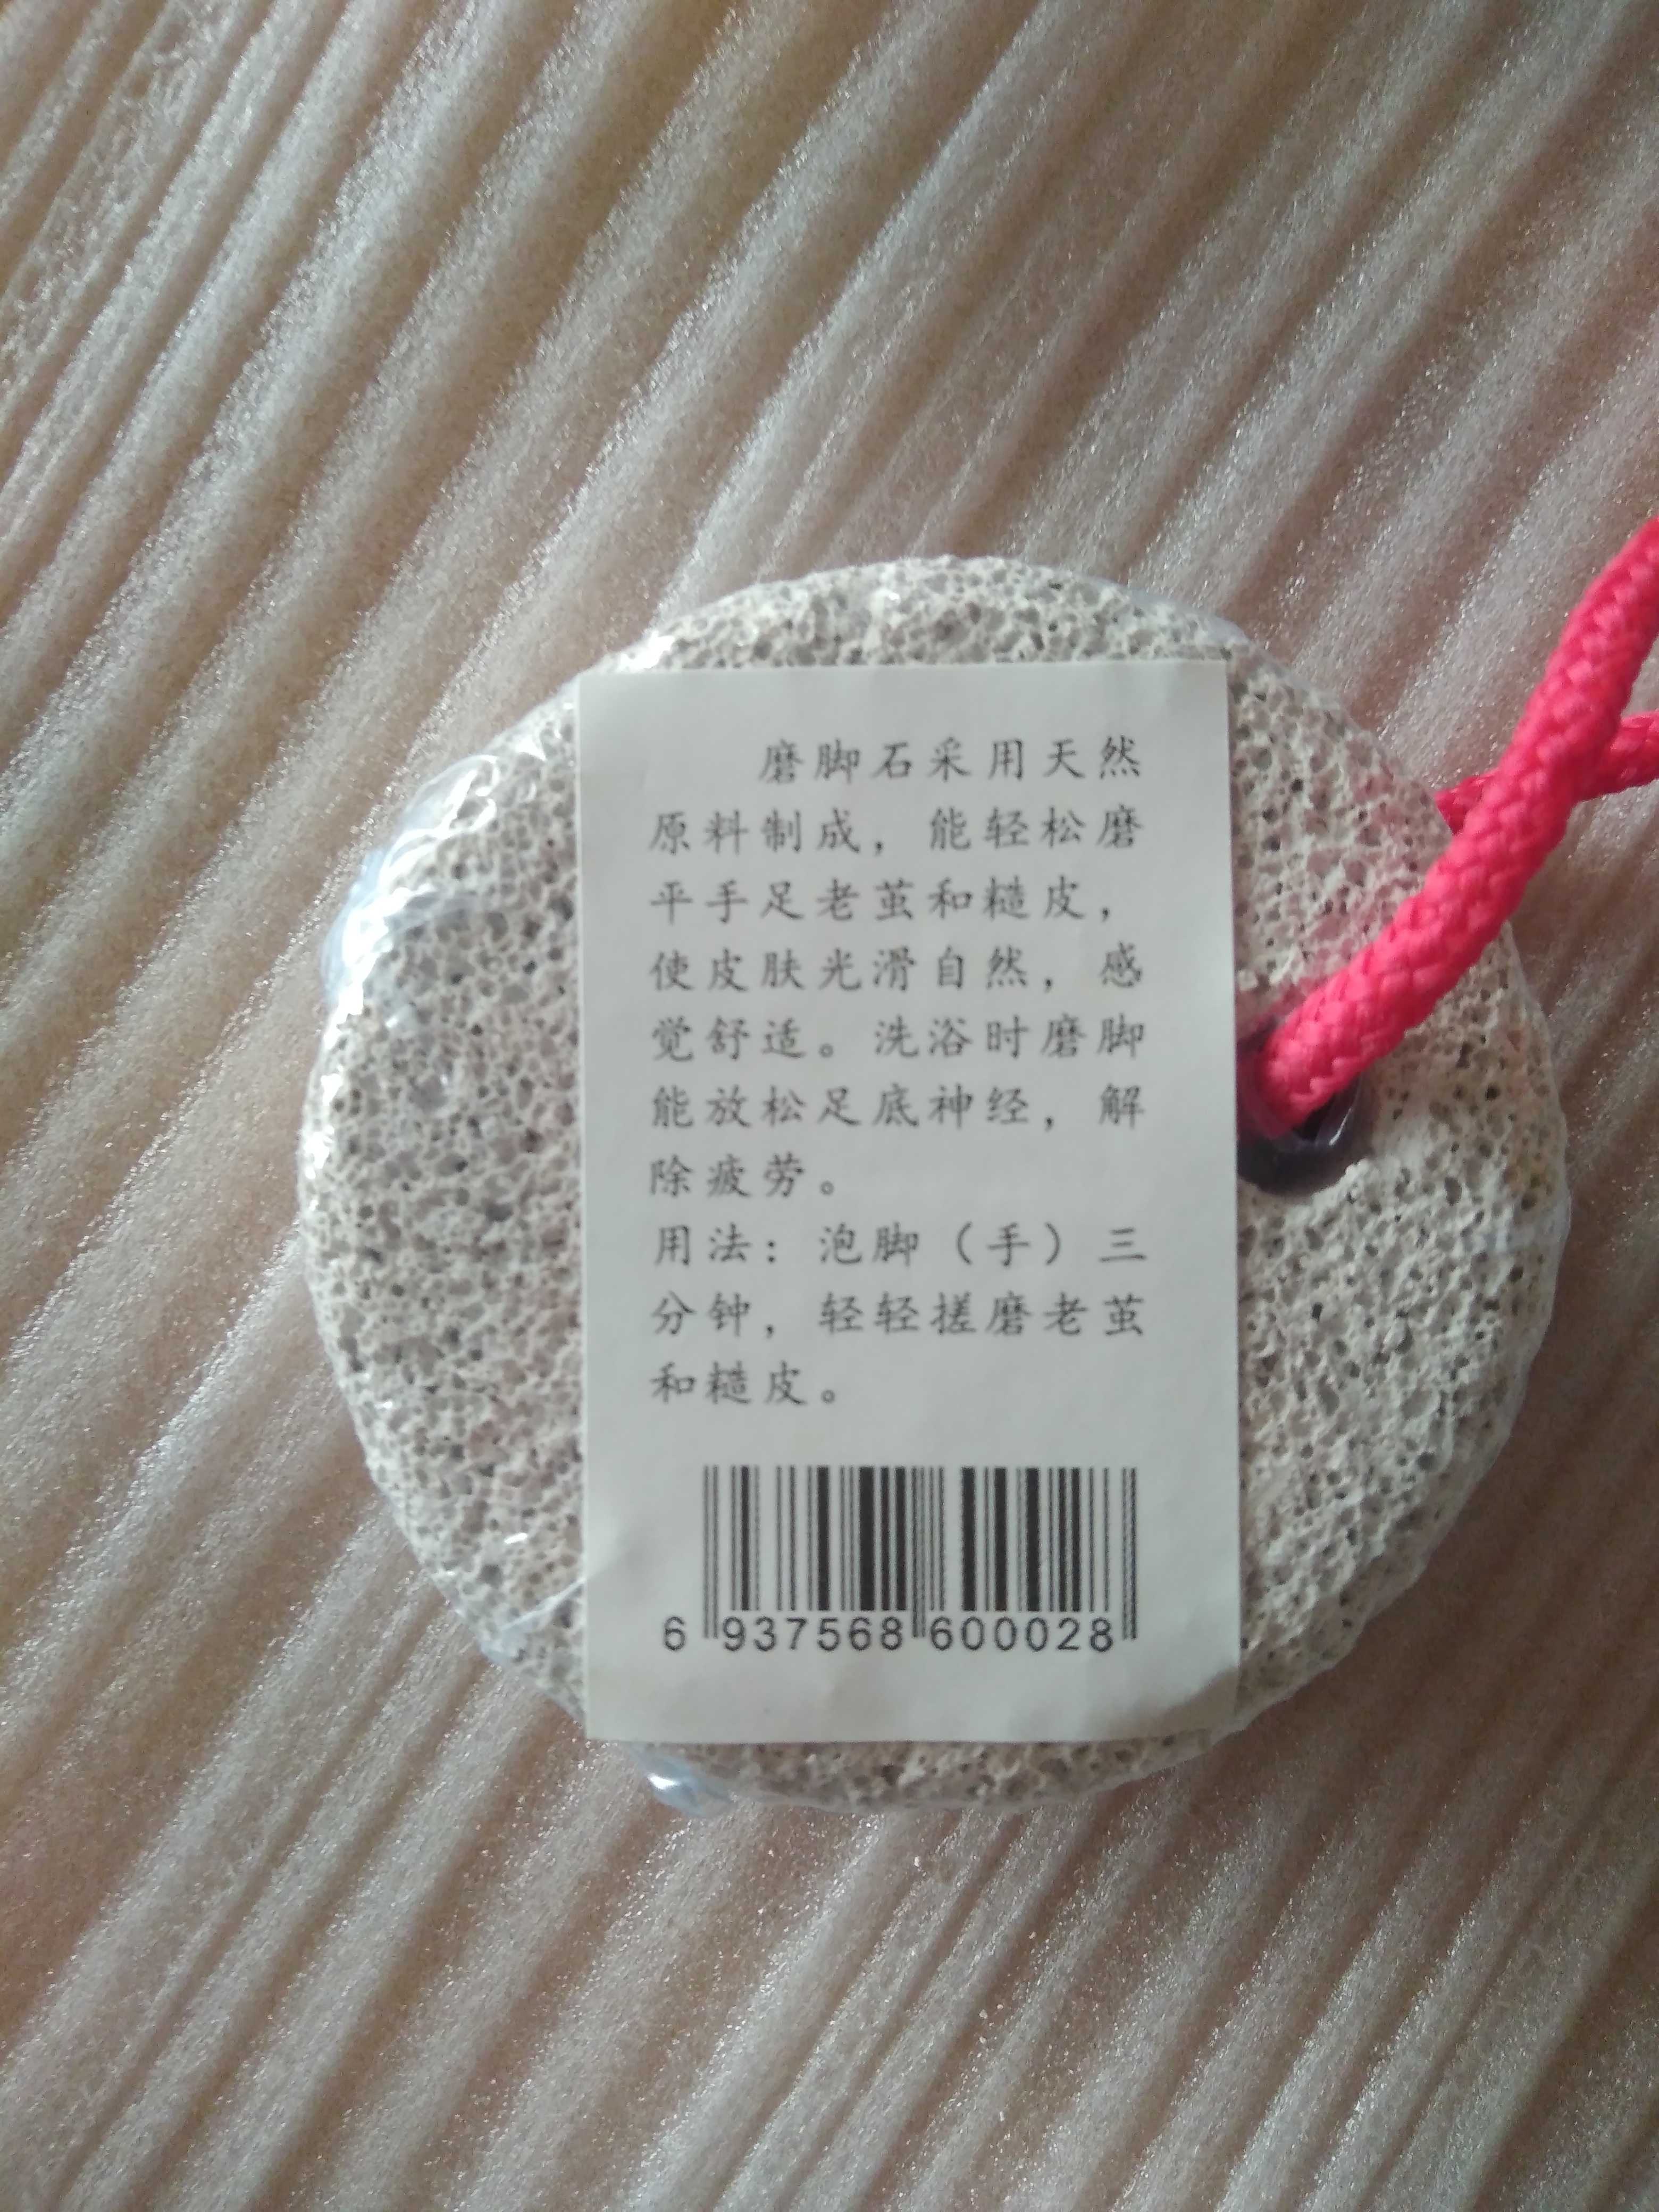 磨脚石采用天然
原料制成，能轻松磨
平手足老茧和糙皮，
使皮肤光滑自然，感
觉舒适。洗浴时磨脚
能放松足底神经，解
除疲劳。
用法：泡脚（手）三
分钟，轻轻搓磨老茧
和糙皮。
6 937568 600028